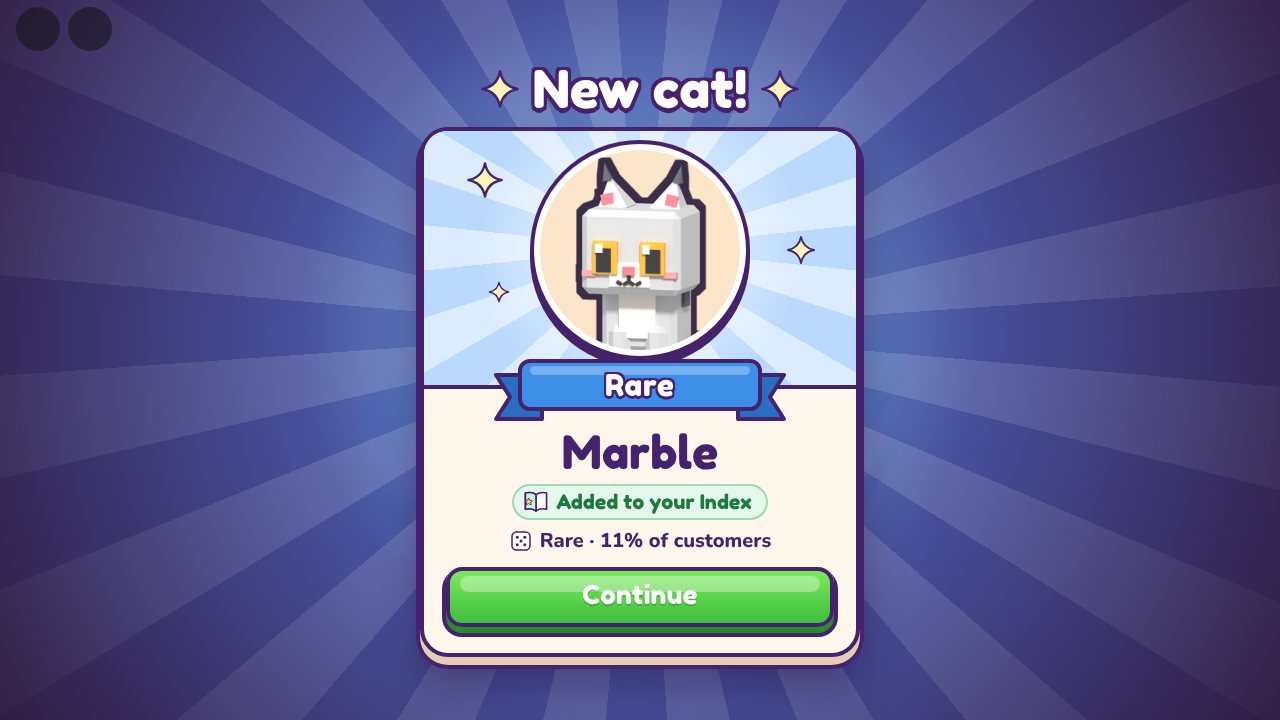 New cat!
Rare
Marble
Added to your Index
Rare · 11% of customers
Continue